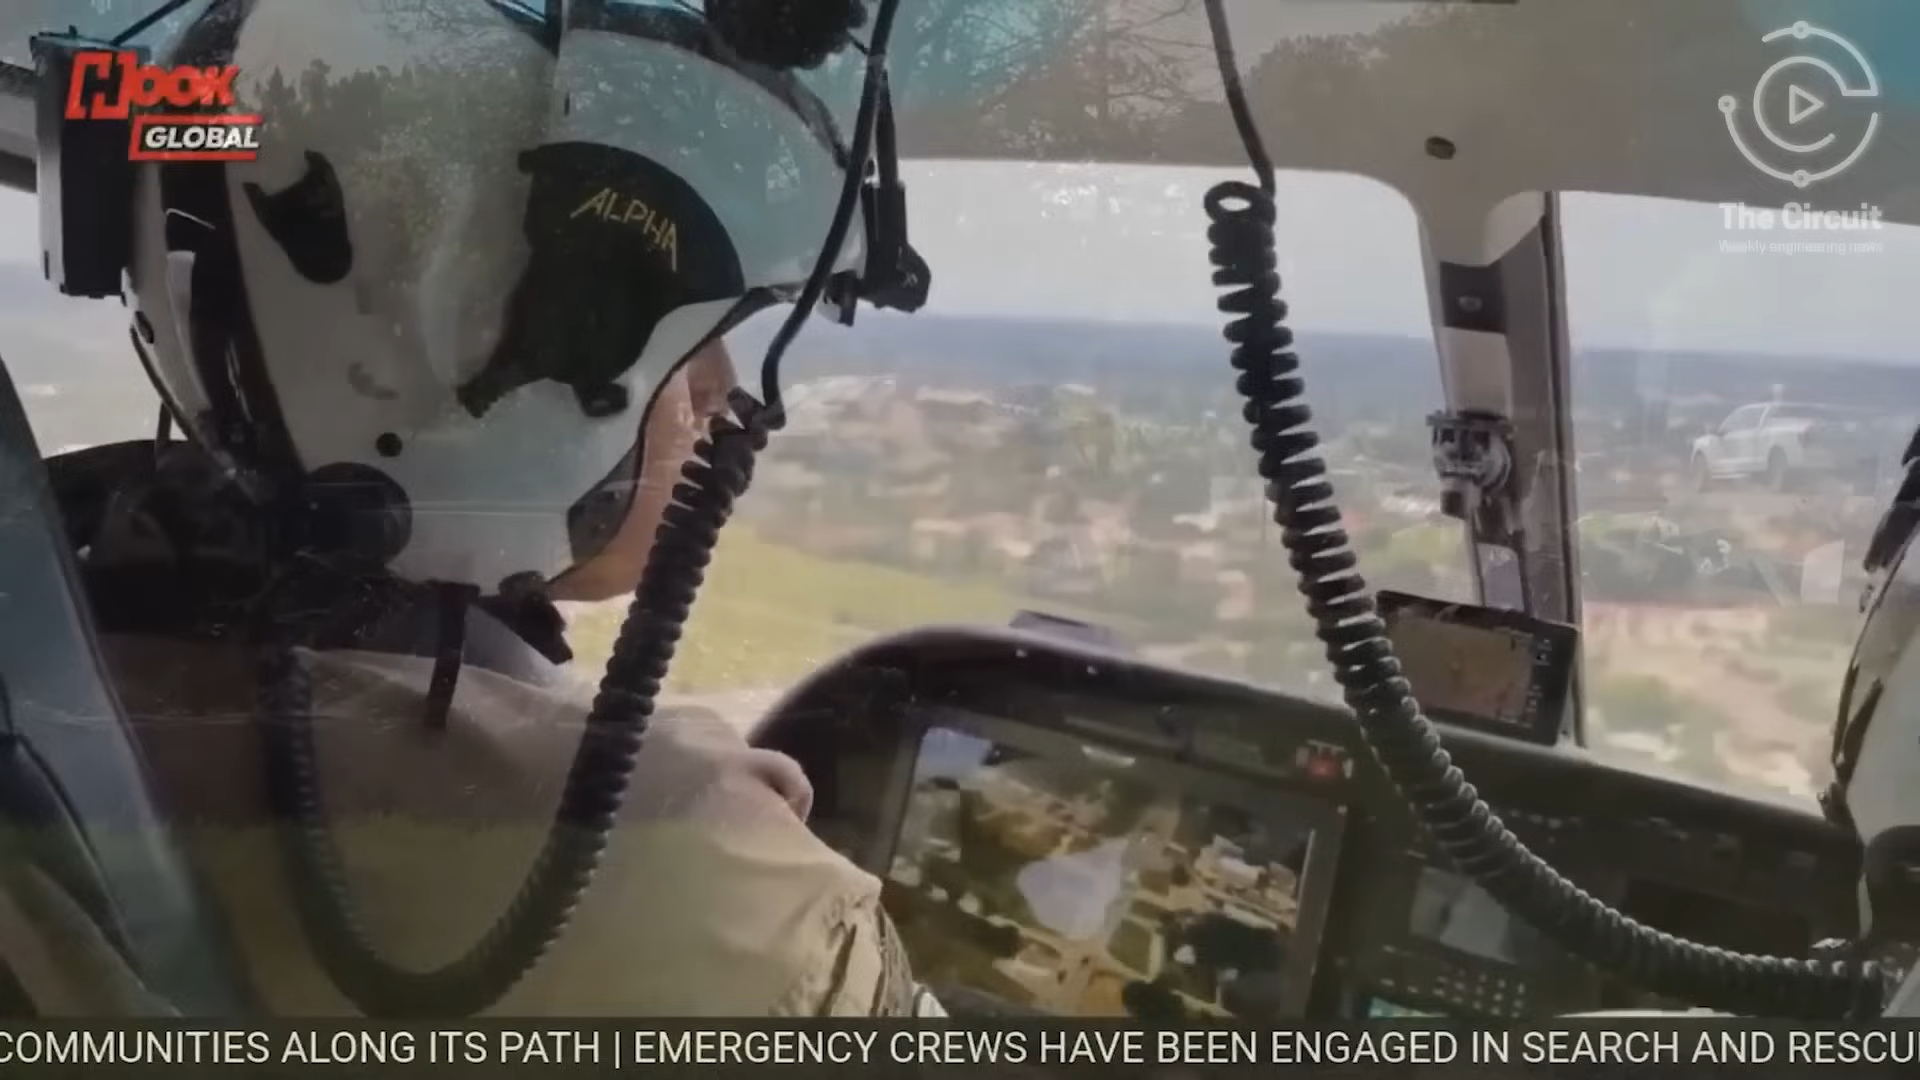 HOOK
GLOBAL
ALPHA
The Circuit
Weekly engineering news
COMMUNITIES ALONG ITS PATH | EMERGENCY CREWS HAVE BEEN ENGAGED IN SEARCH AND RESCU